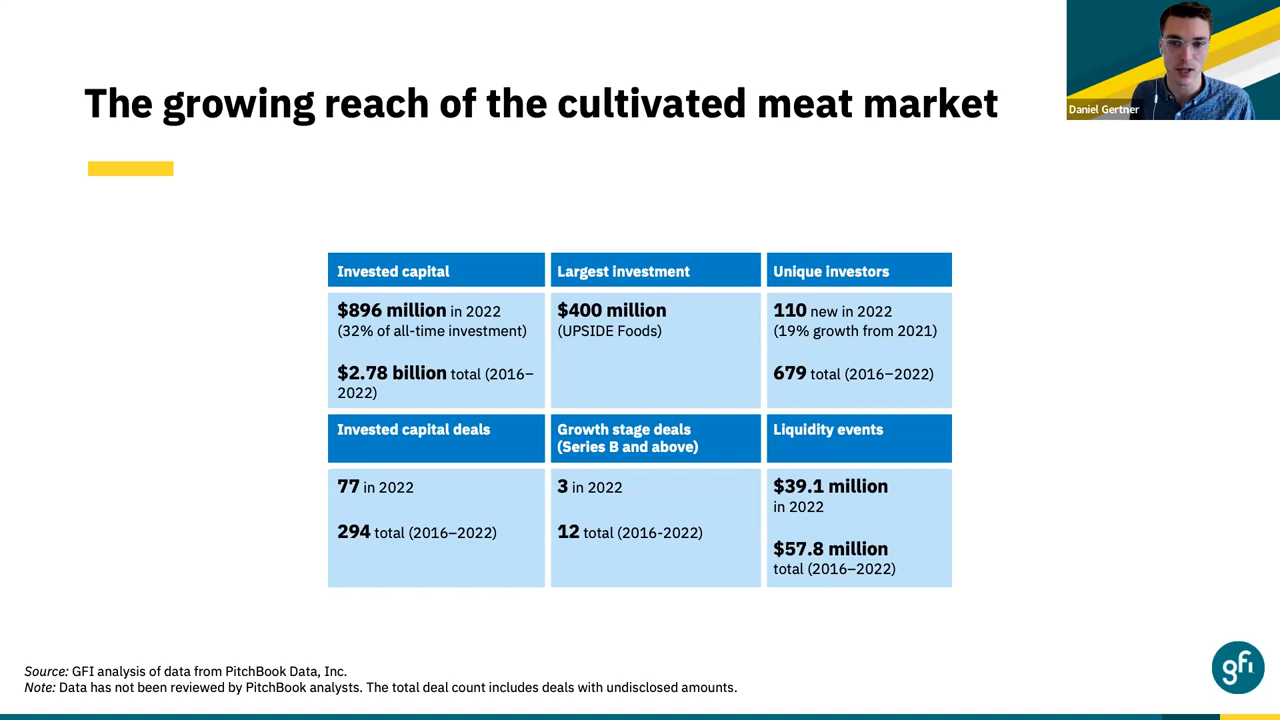 The growing reach of the cultivated meat market
Daniel Gertner
Invested capital
Largest investment
Unique investors
$896 million in 2022
(32% of all-time investment)
$2.78 billion total (2016–
2022)
$400 million
(UPSIDE Foods)
110 new in 2022
(19% growth from 2021)
679 total (2016–2022)
Invested capital deals
Growth stage deals
(Series B and above)
Liquidity events
77 in 2022
294 total (2016–2022)
3 in 2022
12 total (2016-2022)
$39.1 million
in 2022
$57.8 million
total (2016–2022)
Source: GFI analysis of data from PitchBook Data, Inc.
Note: Data has not been reviewed by PitchBook analysts. The total deal count includes deals with undisclosed amounts.
gfi